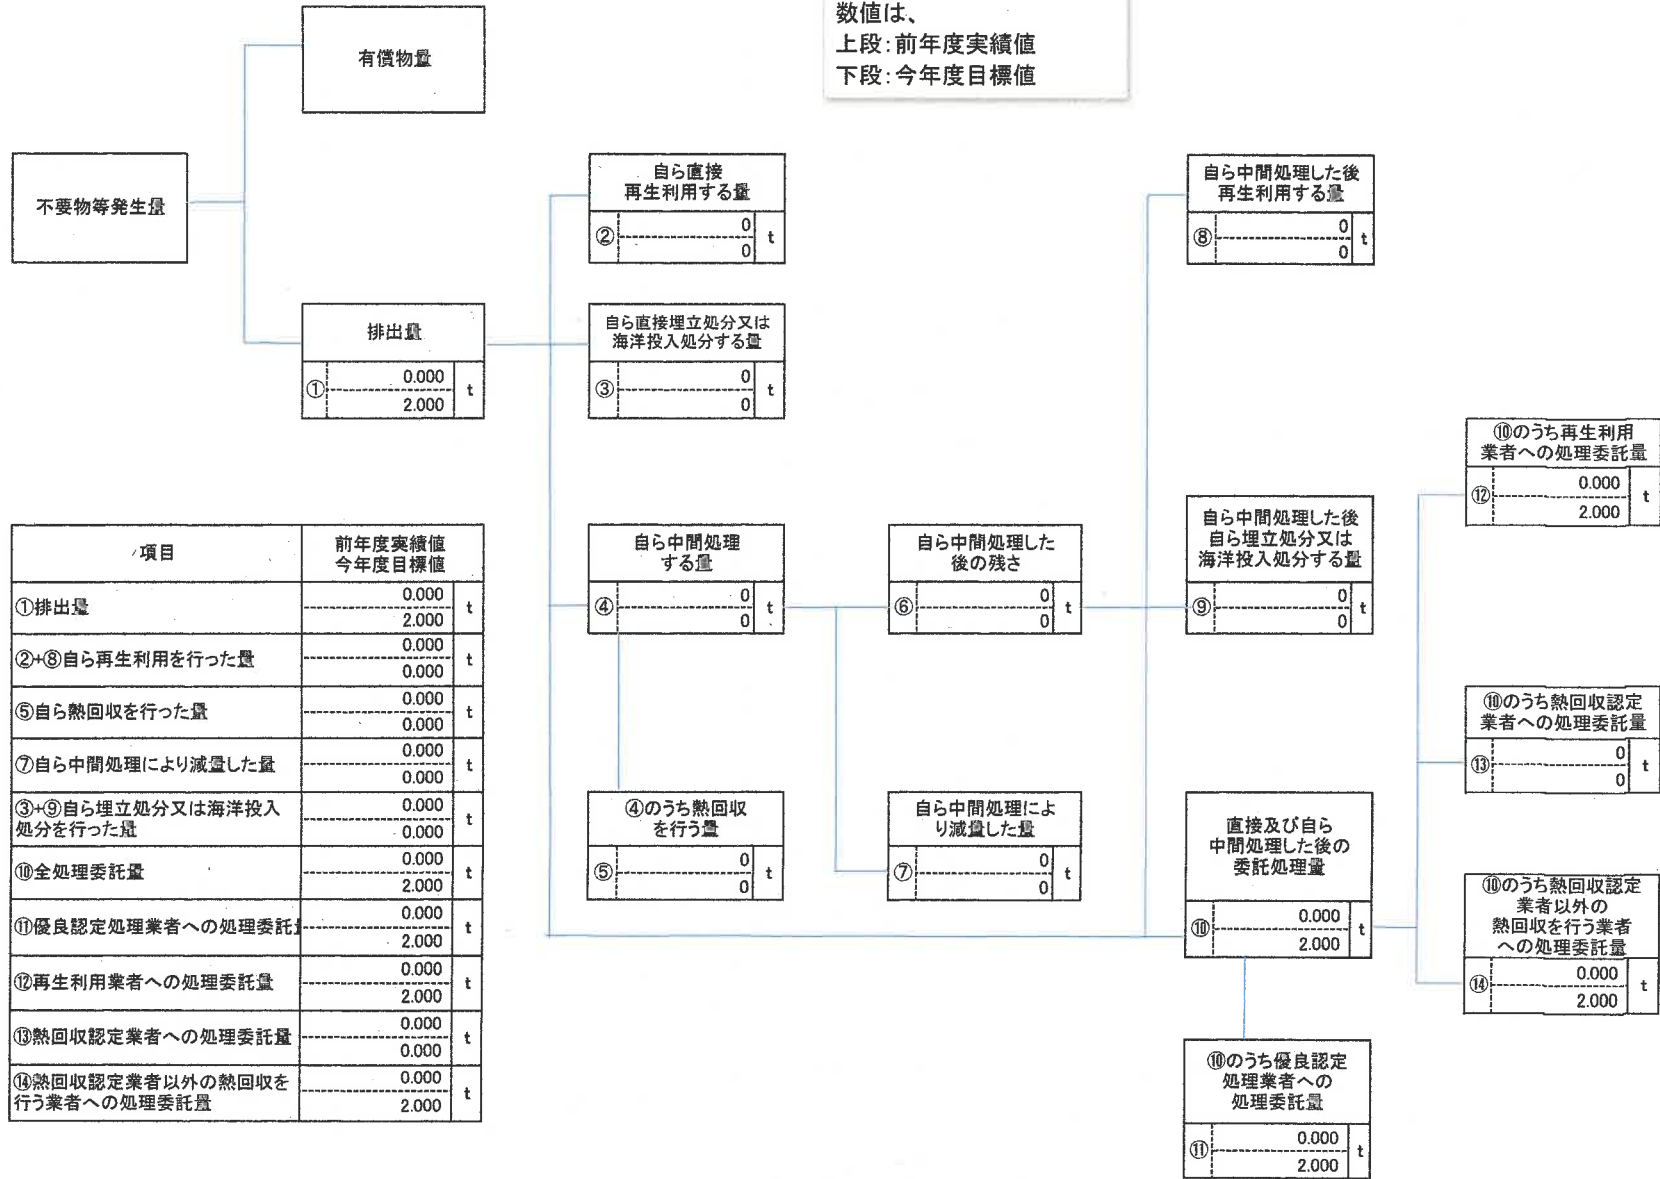 数値は、
上段：前年度実績値
下段：今年度目標値
有償物量
不要物等発生量
排出量
①
0.000
2.000
t
自ら直接
再生利用する量
②
0
0
t
自ら直接埋立処分又は
海洋投入処分する量
③
0
0
t
自ら中間処理
する量
④
0
0
t
④のうち熱回収
を行う量
⑤
0
0
t
自ら中間処理した
後の残さ
⑥
0
0
t
自ら中間処理によ
り減量した量
⑦
0
0
t
自ら中間処理した後
再生利用する量
⑧
0
0
t
自ら中間処理した後
自ら埋立処分又は
海洋投入処分する量
⑨
0
0
t
直接及び自ら
中間処理した後の
委託処理量
⑩
0.000
2.000
t
⑩のうち優良認定
処理業者への
処理委託量
⑪
0.000
2.000
t
⑩のうち再生利用
業者への処理委託量
⑫
0.000
2.000
t
⑩のうち熱回収認定
業者への処理委託量
⑬
0
0
t
⑩のうち熱回収認定
業者以外の
熱回収を行う業者
への処理委託量
⑭
0.000
2.000
t
項目
前年度実績値
今年度目標値
①排出量
0.000
2.000
t
②+⑧自ら再生利用を行った量
0.000
0.000
t
⑤自ら熱回収を行った量
0.000
0.000
t
⑦自ら中間処理により減量した量
0.000
0.000
t
③+⑨自ら埋立処分又は海洋投入
処分を行った量
0.000
0.000
t
⑩全処理委託量
0.000
2.000
t
⑪優良認定処理業者への処理委託
0.000
2.000
t
⑫再生利用業者への処理委託量
0.000
2.000
t
⑬熱回収認定業者への処理委託量
0.000
0.000
t
⑭熱回収認定業者以外の熱回収を
行う業者への処理委託量
0.000
2.000
t